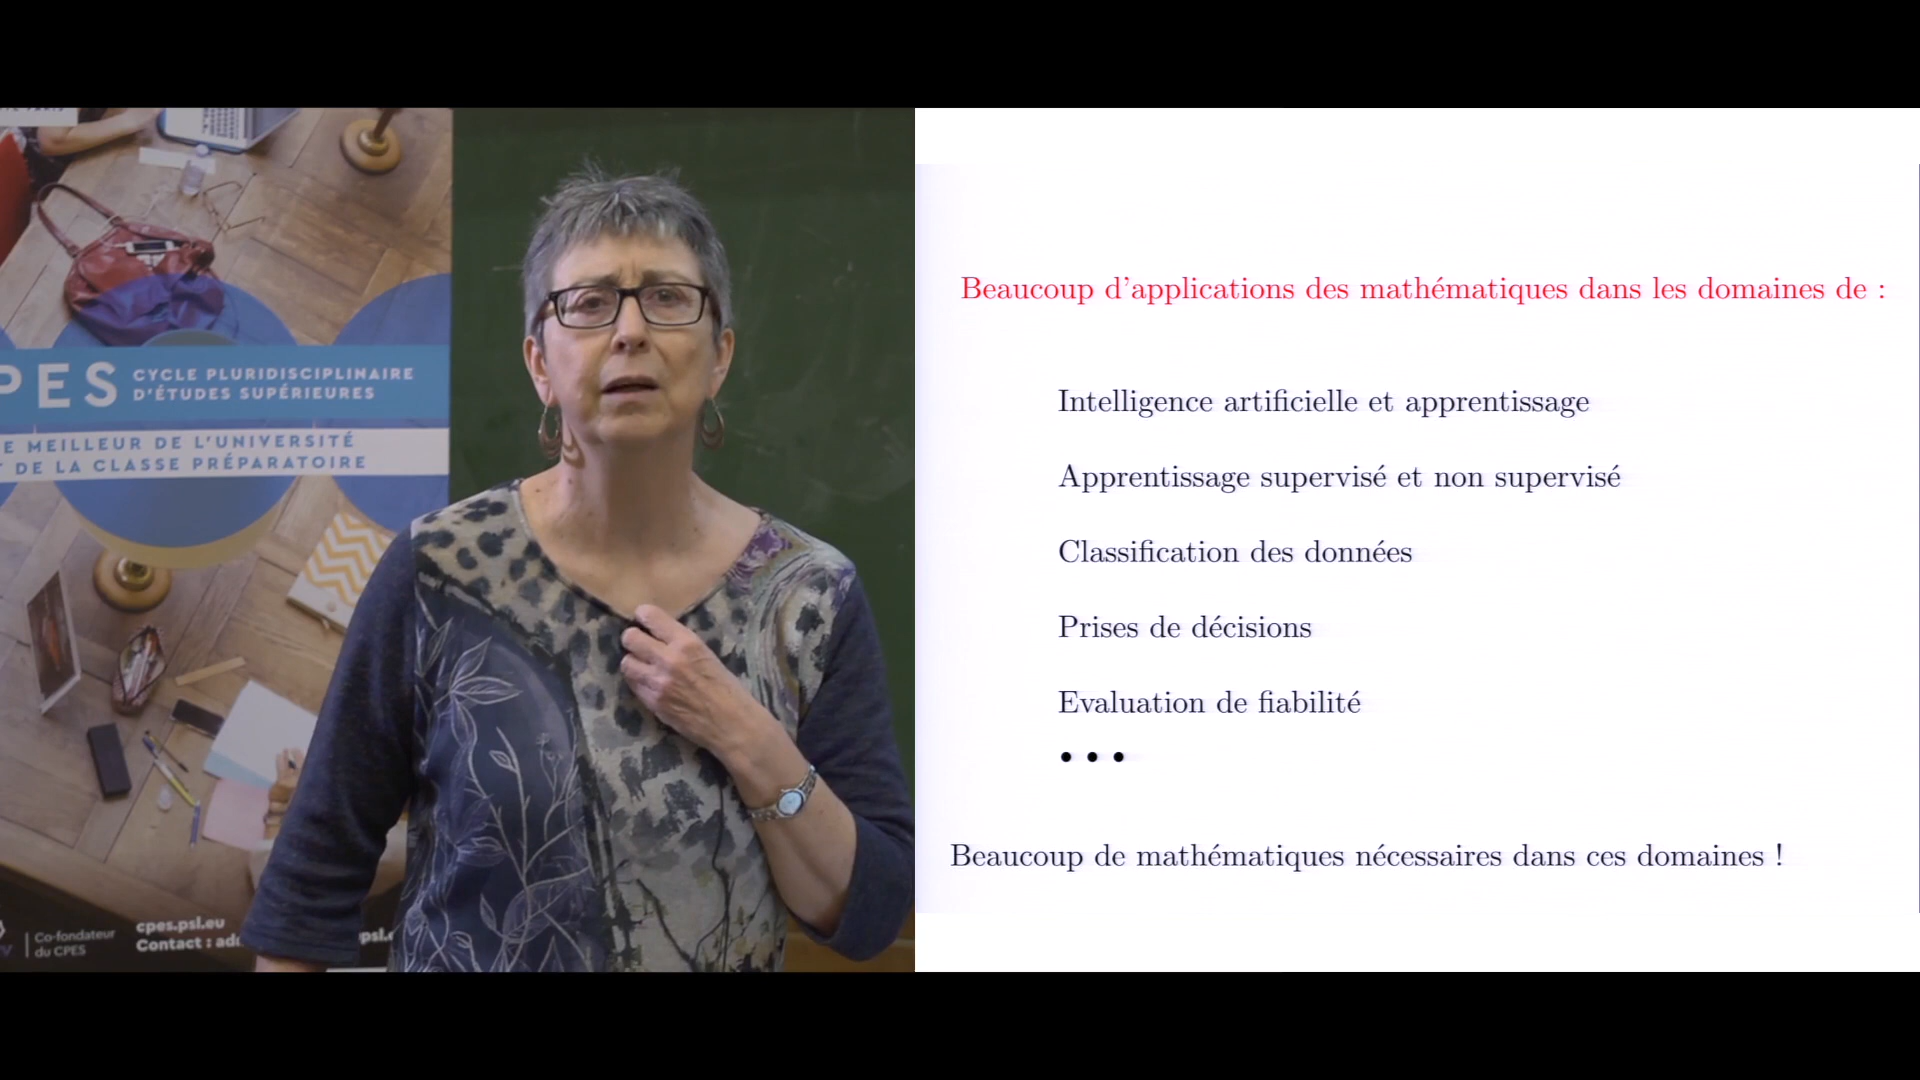 PES
CYCLE PLURIDISCIPLINAIRE
D'ÉTUDES SUPÉRIEURES
E MEILLEUR DE L'UNIVERSITÉ
DE LA CLASSE PRÉPARATOIRE
Co-fondateur
du CPES
cpes.psl.eu
Contact :
Beaucoup d'applications des mathématiques dans les domaines de :
Intelligence artificielle et apprentissage
Apprentissage supervisé et non supervisé
Classification des données
Prises de décisions
Evaluation de fiabilité
• • •
Beaucoup de mathématiques nécessaires dans ces domaines !